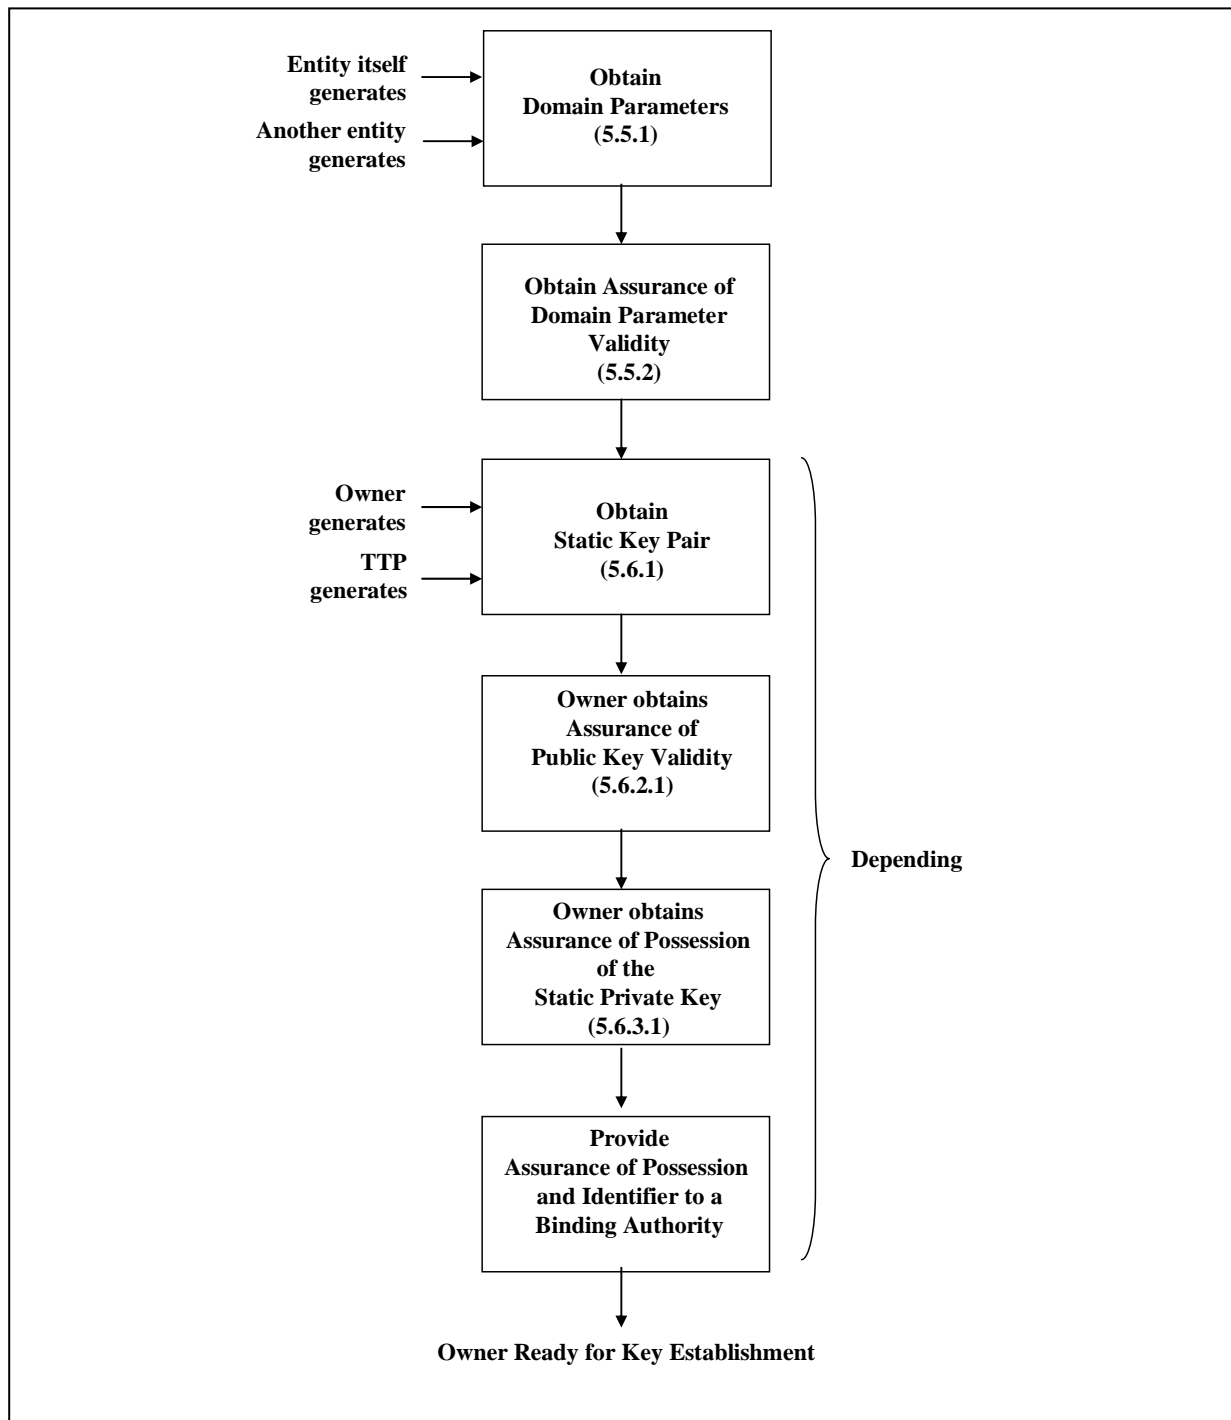 Entity itself
generates
Another entity
generates
Obtain
Domain Parameters
(5.5.1)
Obtain Assurance of
Domain Parameter
Validity
(5.5.2)
Owner
generates
TTP
generates
Obtain
Static Key Pair
(5.6.1)
Owner obtains
Assurance of
Public Key Validity
(5.6.2.1)
Depending
Owner obtains
Assurance of Possession
of the
Static Private Key
(5.6.3.1)
Provide
Assurance of Possession
and Identifier to a
Binding Authority
Owner Ready for Key Establishment